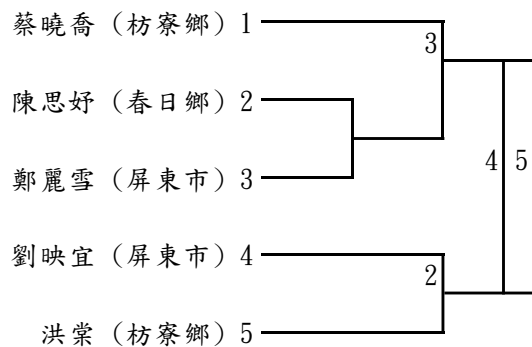 蔡曉喬 (枋寮鄉) 1
3
陳思妤 (春日鄉) 2
鄭麗雪 (屏東市) 3
4 5
劉映宜 (屏東市) 4
2
洪棠 (枋寮鄉) 5